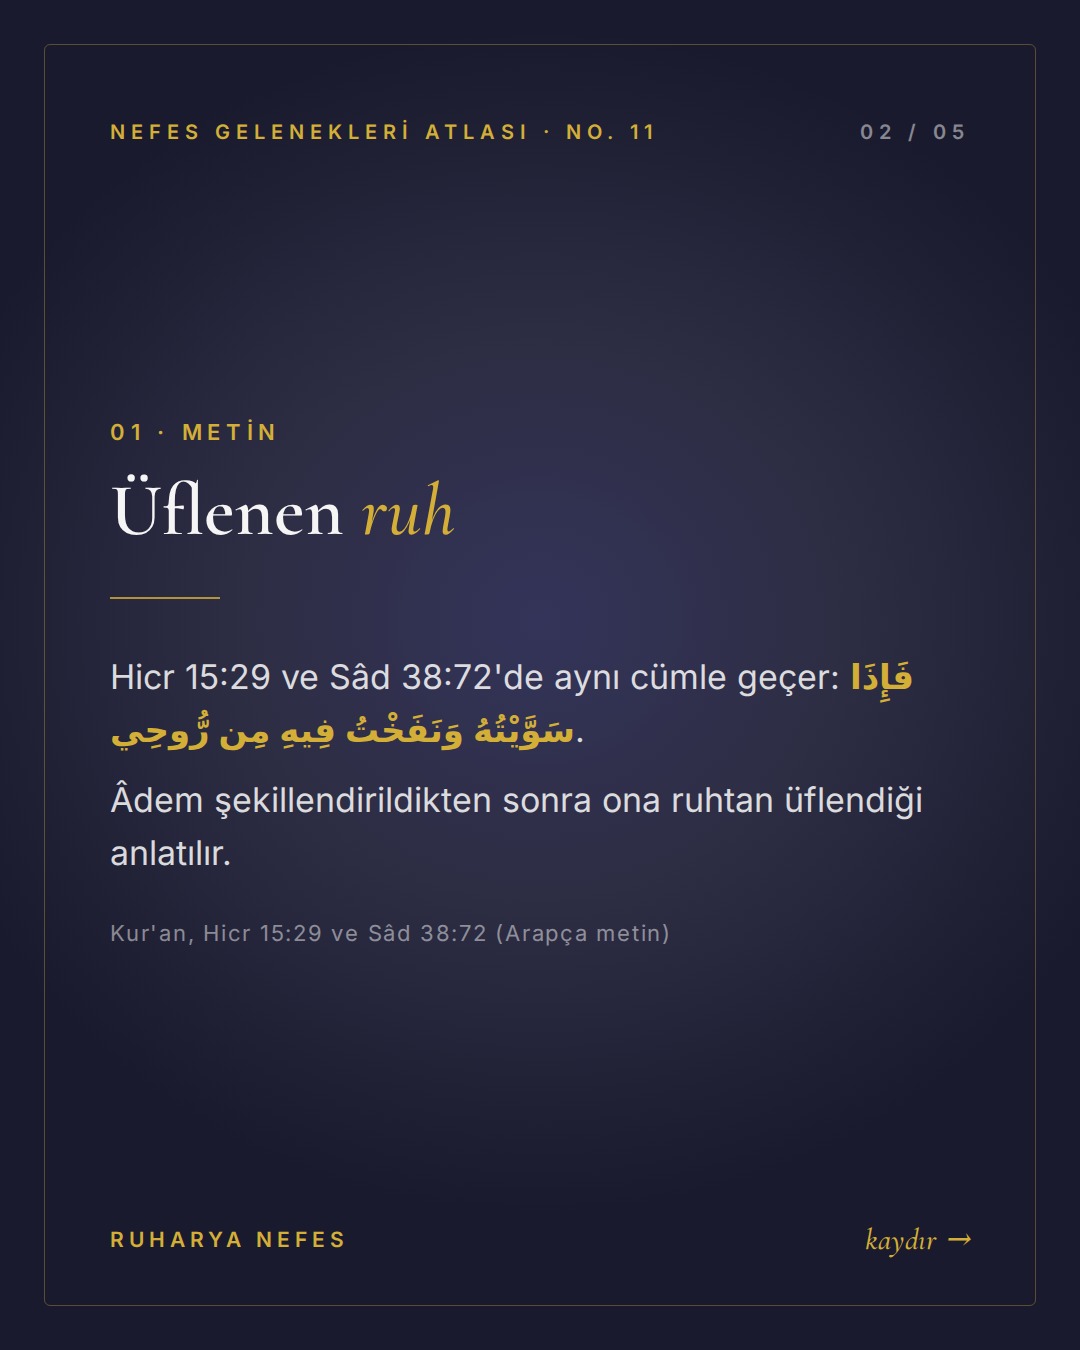 NEFES GELENEKLERİ ATLASI · NO. 11
02 / 05
01 · METİN
Üflenen ruh
Hicr 15:29 ve Sâd 38:72'de aynı cümle geçer: فَإِذَا
سَوَّيْتُهُ وَنَفَخْتُ فِيهِ مِن رُّوحِي.
Âdem şekillendirildikten sonra ona ruhtan üflendiği
anlatılır.
Kur'an, Hicr 15:29 ve Sâd 38:72 (Arapça metin)
RUHARYA NEFES
kaydır →